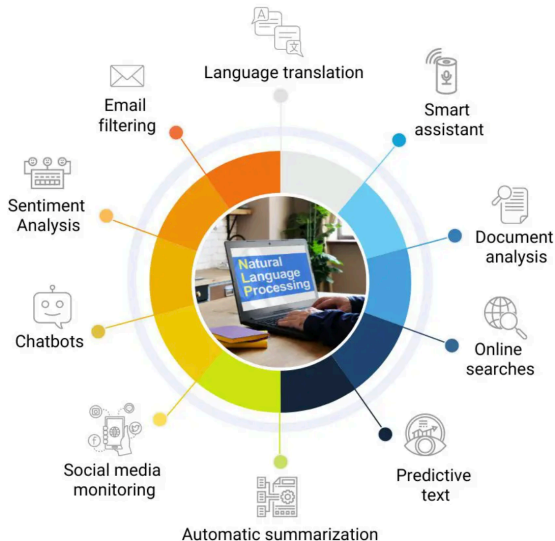 Language translation
Smart
assistant
Document
analysis
Online
searches
Predictive
text
Automatic summarization
Social media
monitoring
Chatbots
Sentiment
Analysis
Email
filtering
Natural
Language
Processing